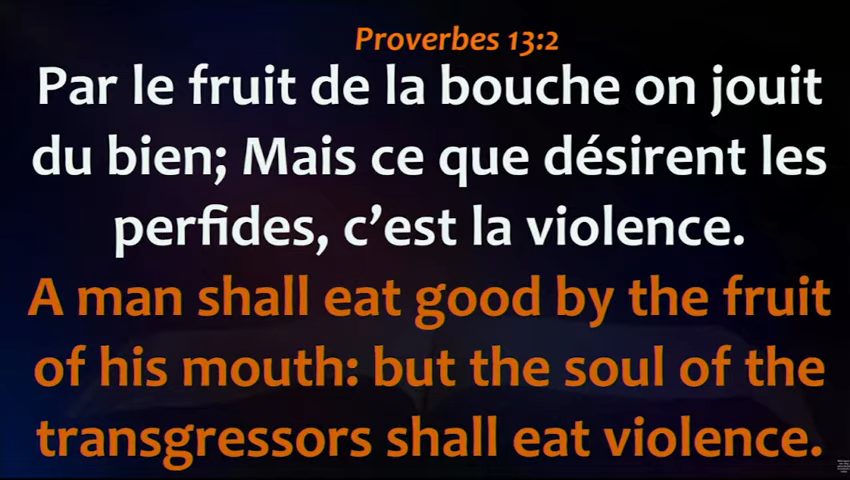 Proverbes 13:2
Par le fruit de la bouche on jouit
du bien; Mais ce que désirent les
perfides, c’est la violence.
A man shall eat good by the fruit
of his mouth: but the soul of the
transgressors shall eat violence.